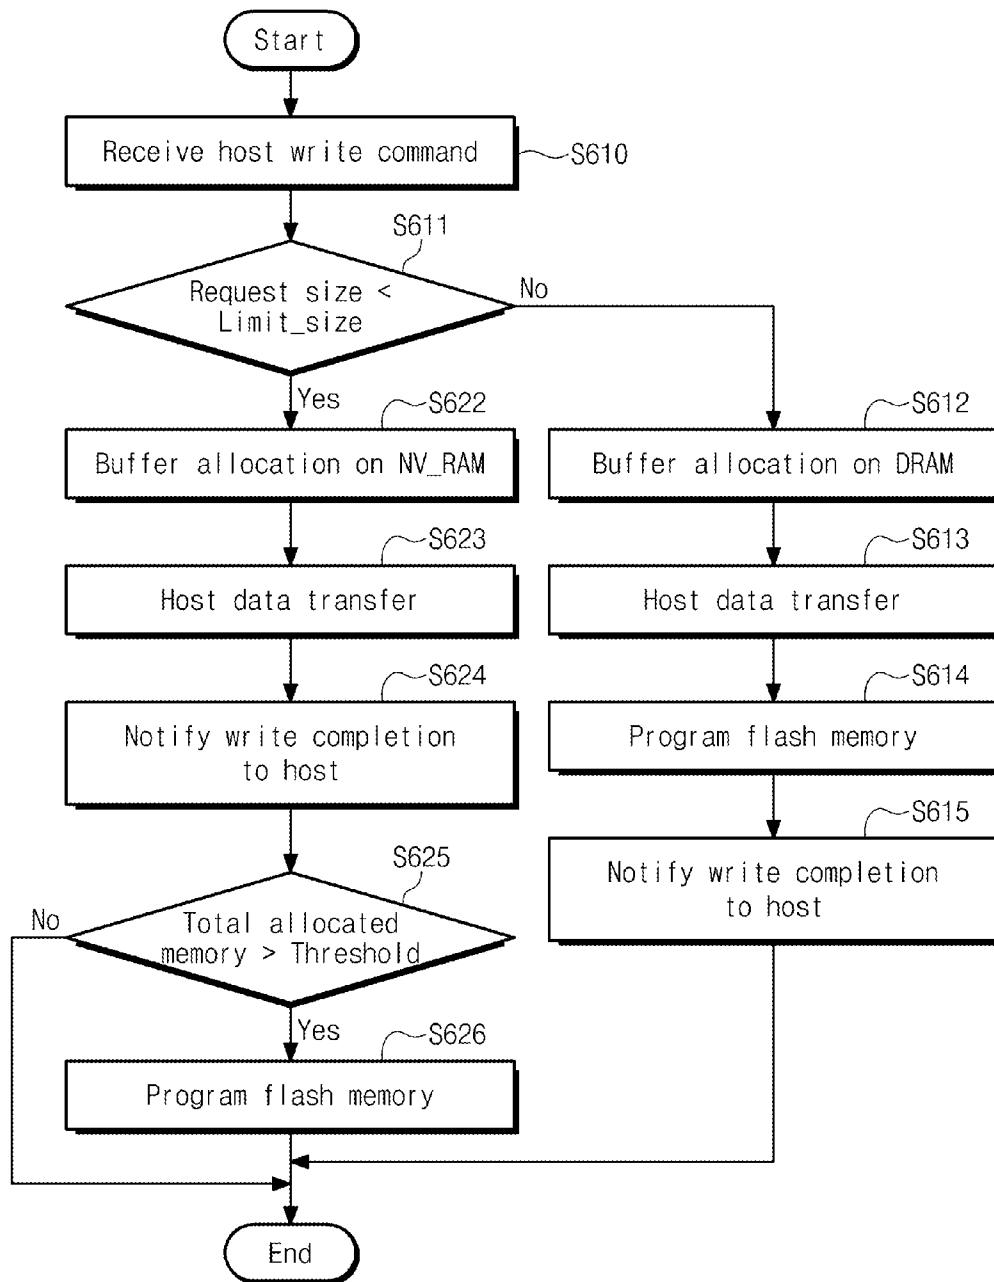 Start
Receive host write command
S610
S611
Request size <
Limit_size
No
Yes
S622
Buffer allocation on NV_RAM
S612
Buffer allocation on DRAM
S623
Host data transfer
S613
Host data transfer
S624
Notify write completion
to host
S614
Program flash memory
S615
Notify write completion
to host
S625
No
Total allocated
memory > Threshold
Yes
S626
Program flash memory
End